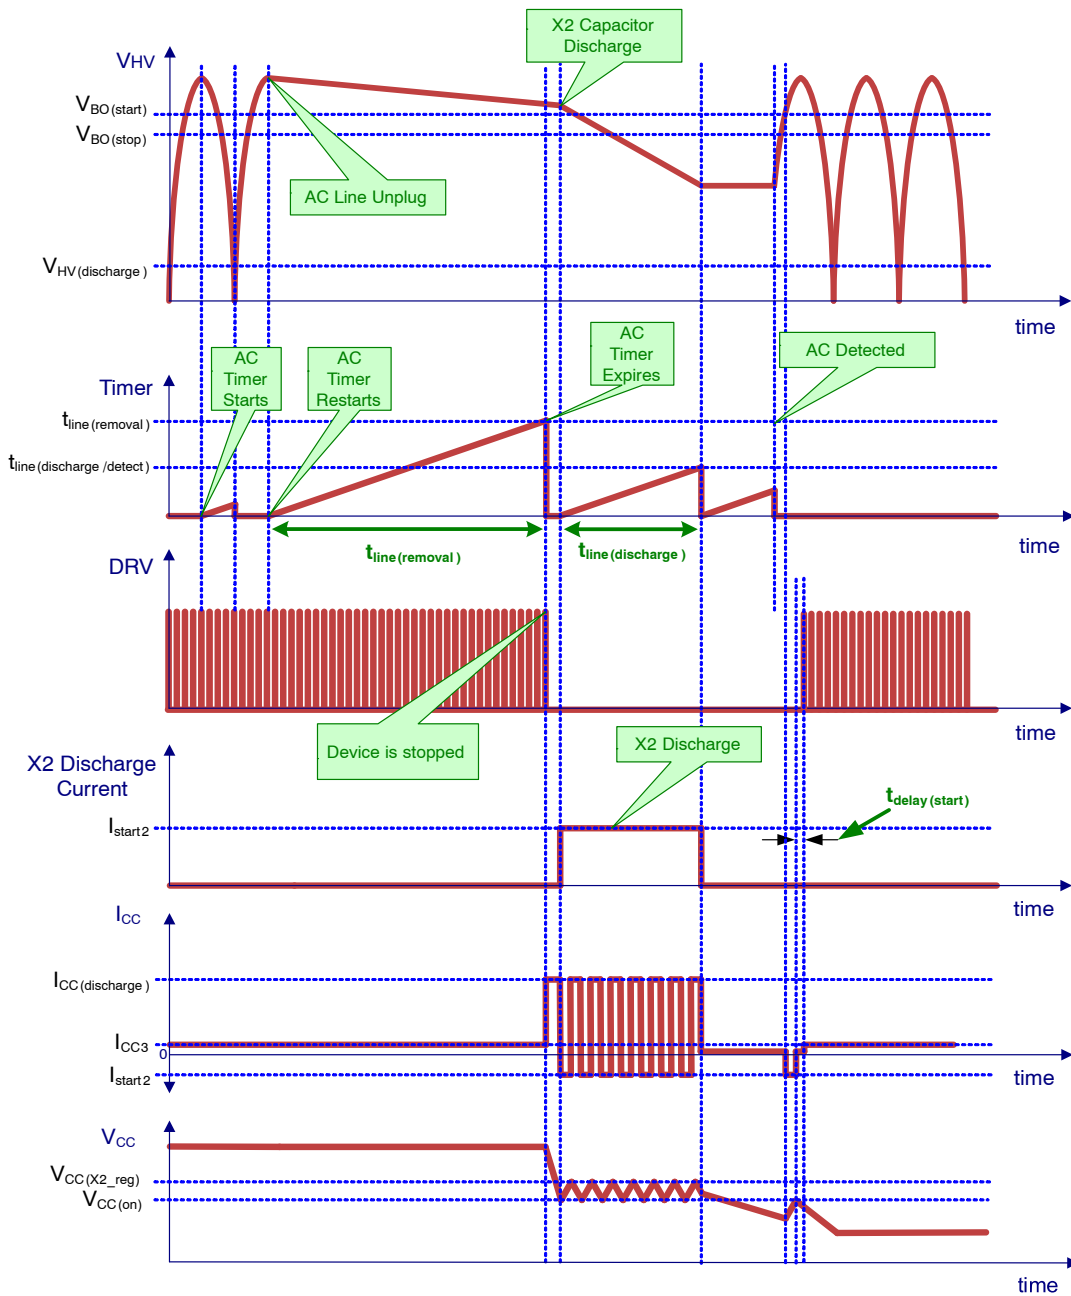 X2 Capacitor
Discharge
VHV
VBO(start)
VBO(stop)
AC Line Unplug
VHV(discharge)
time
AC
Timer
Starts
AC
Timer
Restarts
AC
Timer
Expires
AC Detected
Timer
tline(removal)
tline(discharge/detect)
time
tline(removal)
tline(discharge)
DRV
time
Device is stopped
X2 Discharge
X2 Discharge
Current
Istart2
tdelay(start)
time
ICC
ICC(discharge)
ICC3
0
Istart2
time
VCC
VCC(X2_reg)
VCC(on)
time